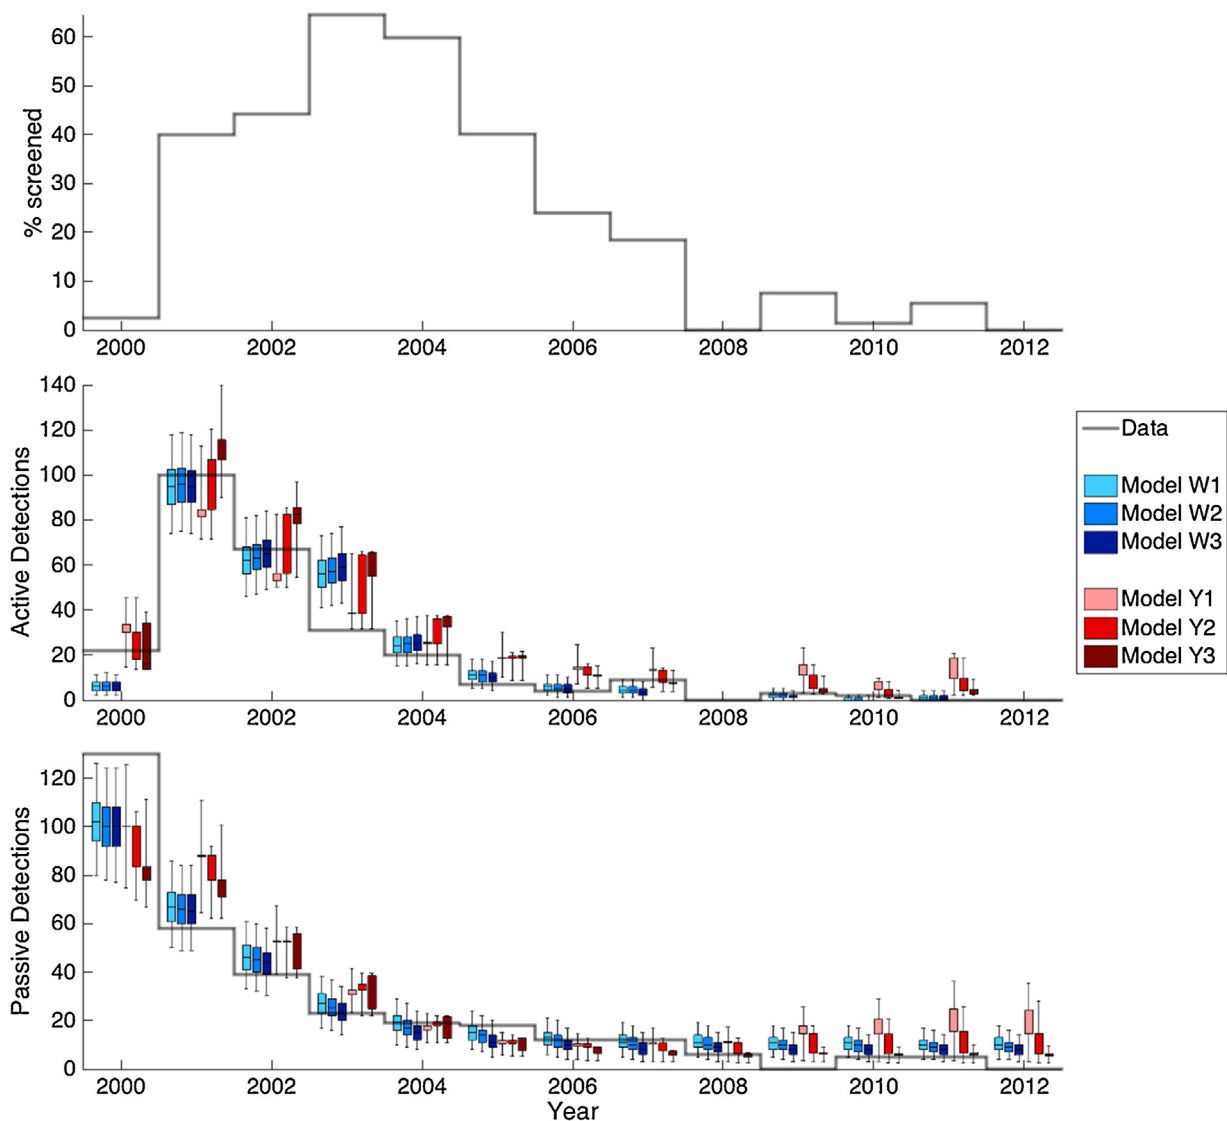 % screened
60
50
40
30
20
10
0
2000 2002 2004 2006 2008 2010 2012
Active Detections
140
120
100
80
60
40
20
0
2000 2002 2004 2006 2008 2010 2012
Data
Model W1
Model W2
Model W3
Model Y1
Model Y2
Model Y3
Passive Detections
120
100
80
60
40
20
0
2000 2002 2004 2006 2008 2010 2012
Year